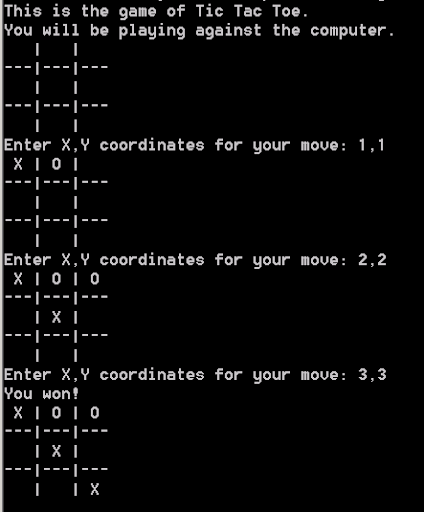 This is the game of Tic Tac Toe.
You will be playing against the computer.
   |   |
---|---|---
   |   |
---|---|---
   |   |
Enter X,Y coordinates for your move: 1,1
 X | O |
---|---|---
   |   |
---|---|---
   |   |
Enter X,Y coordinates for your move: 2,2
 X | O | O
---|---|---
   | X |
---|---|---
   |   |
Enter X,Y coordinates for your move: 3,3
You won!
 X | O | O
---|---|---
   | X |
---|---|---
   |   | X